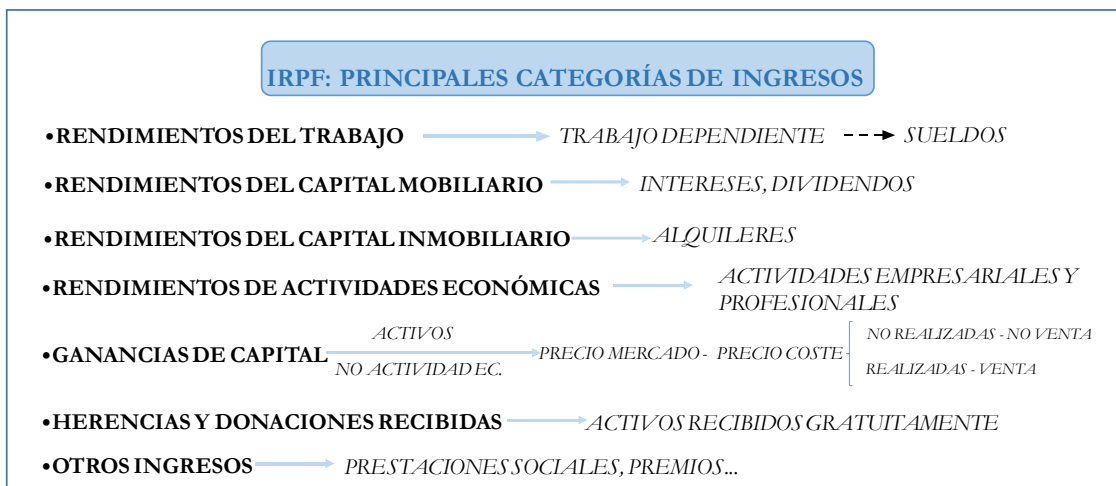 IRPF: PRINCIPALES CATEGORÍAS DE INGRESOS
•RENDIMIENTOS DEL TRABAJO TRABAJO DEPENDIENTE SUELDOS
•RENDIMIENTOS DEL CAPITAL MOBILIARIO INTERESES, DIVIDENDOS
•RENDIMIENTOS DEL CAPITAL INMOBILIARIO ALQUILERES
•RENDIMIENTOS DE ACTIVIDADES ECONÓMICAS ACTIVIDADES EMPRESARIALES Y
PROFESIONALES
ACTIVOS NO REALIZADAS - NO VENTA
•GANANCIAS DE CAPITAL PRECIO MERCADO - PRECIO COSTE
NO ACTIVIDAD EC. REALIZADAS - VENTA
•HERENCIAS Y DONACIONES RECIBIDAS ACTIVOS RECIBIDOS GRATUITAMENTE
•OTROS INGRESOS PRESTACIONES SOCIALES, PREMIOS...